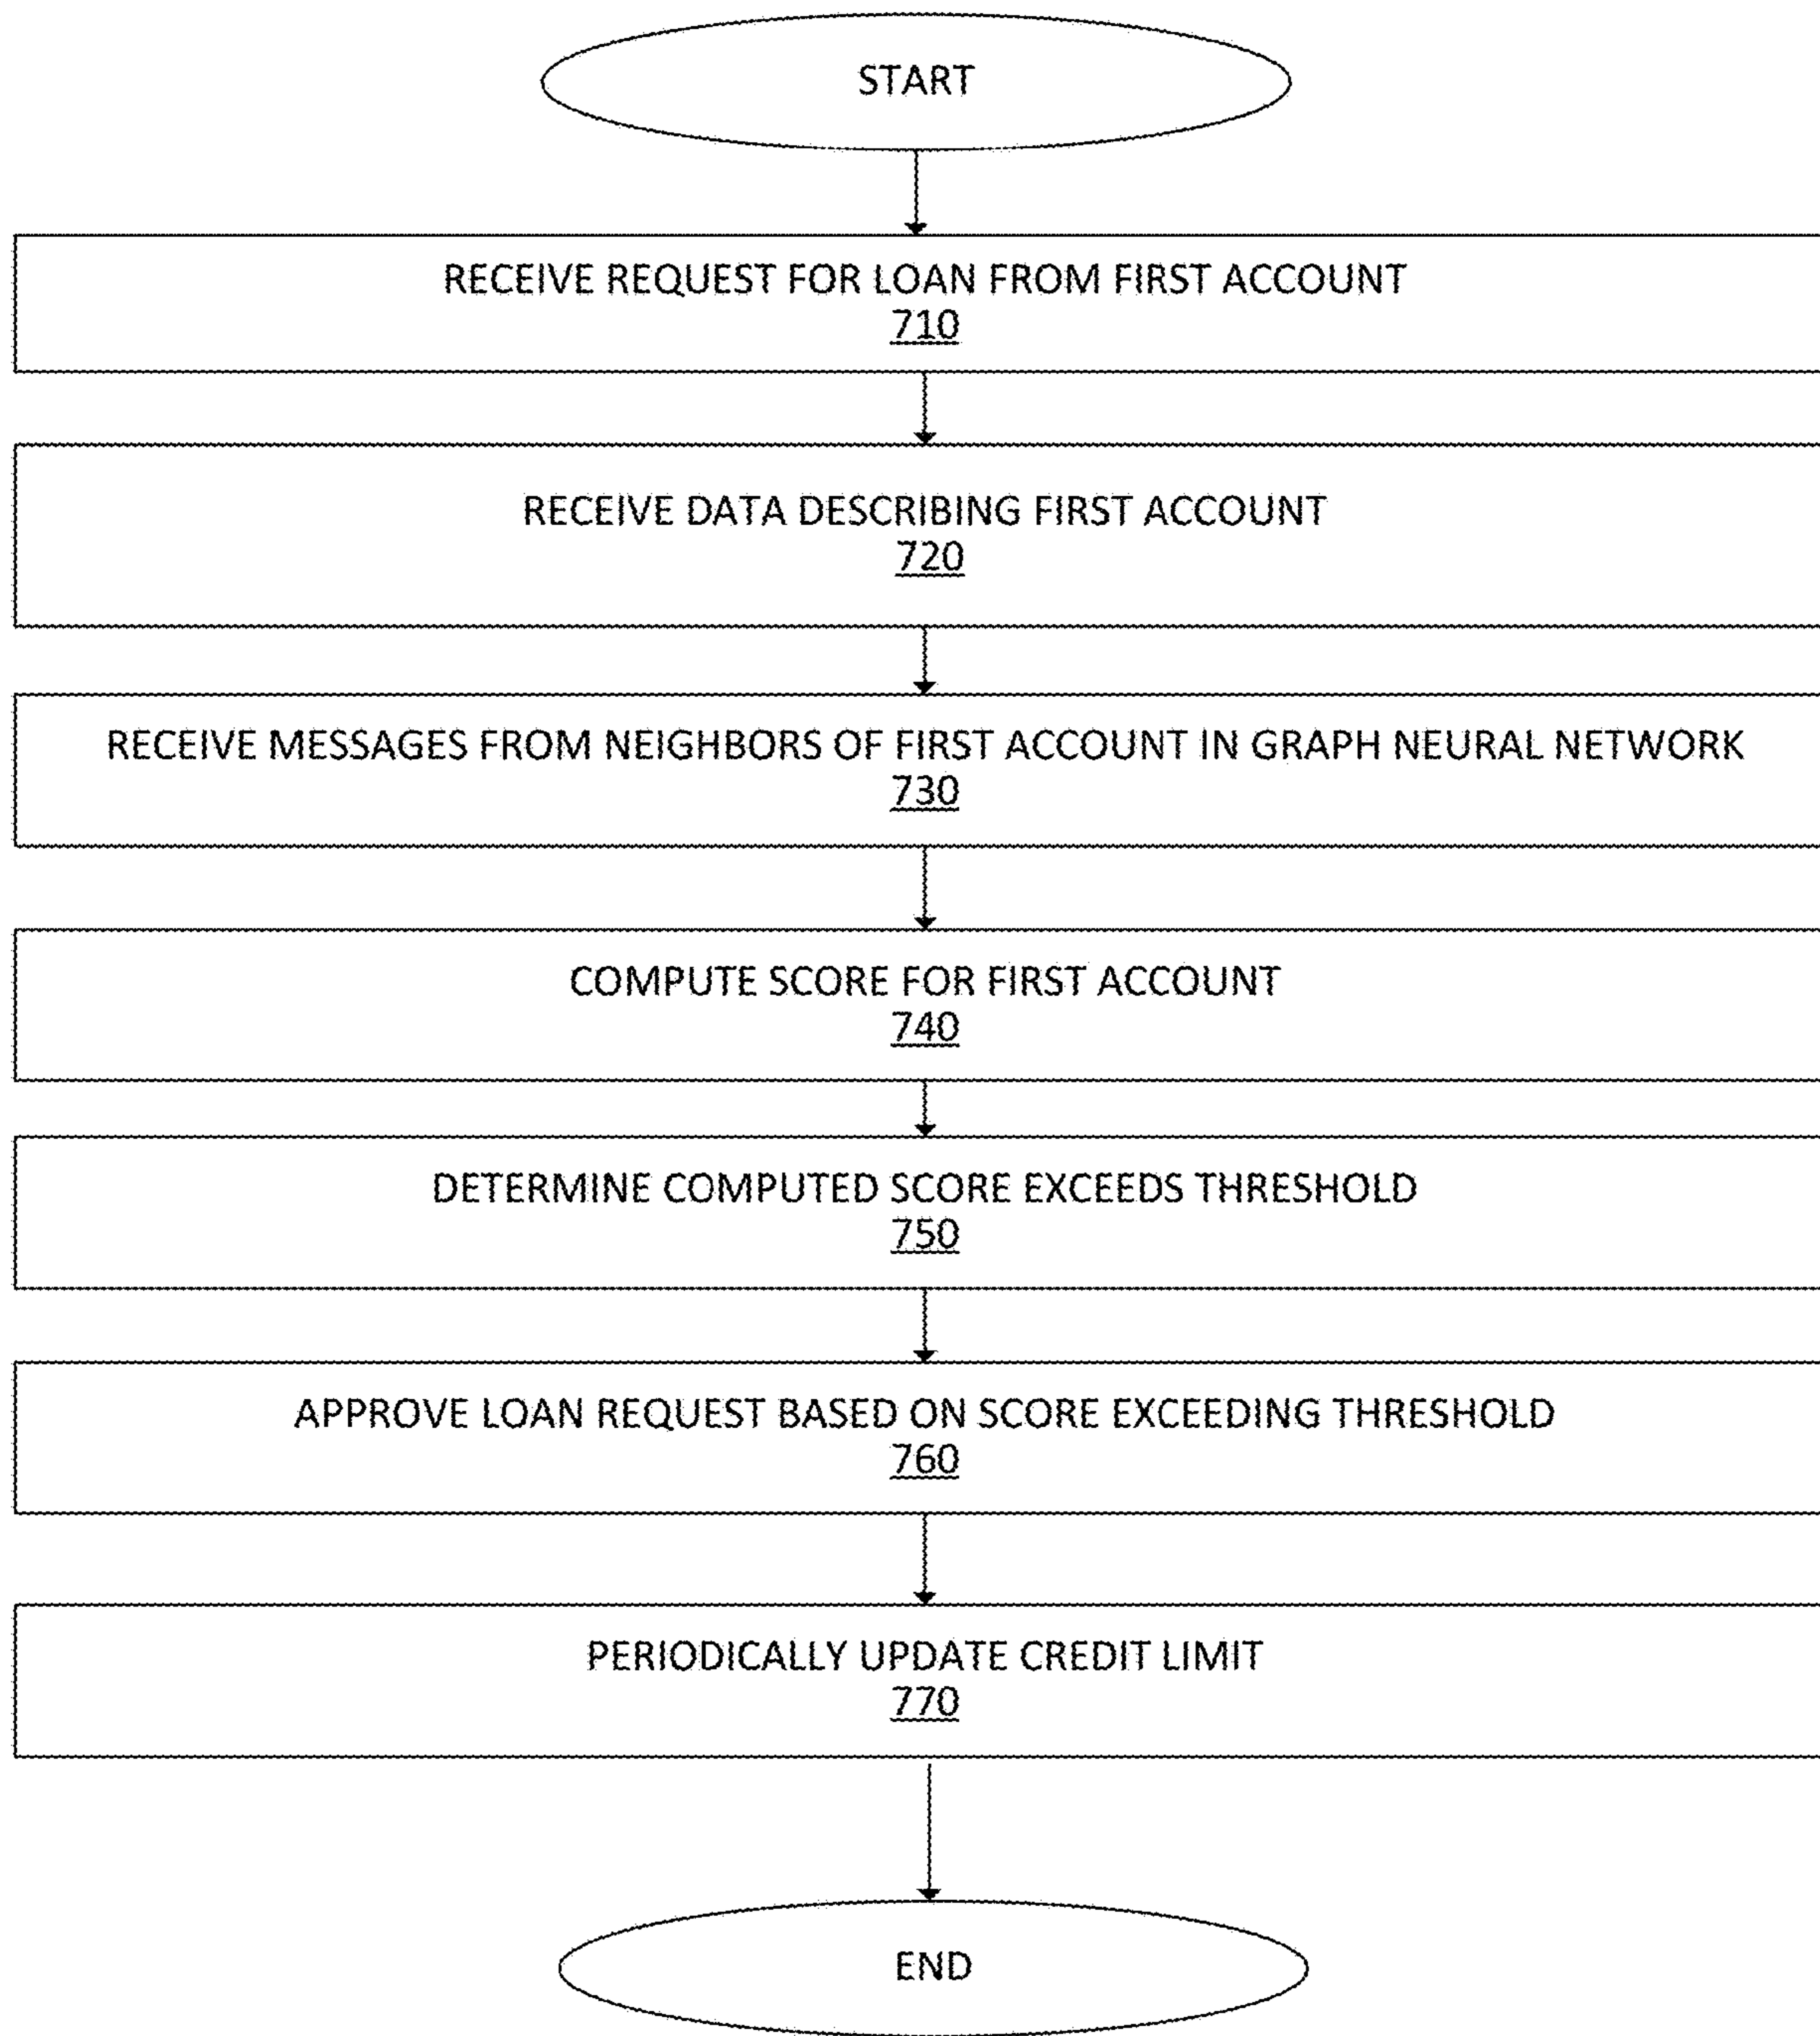 START
RECEIVE REQUEST FOR LOAN FROM FIRST ACCOUNT
710
RECEIVE DATA DESCRIBING FIRST ACCOUNT
720
RECEIVE MESSAGES FROM NEIGHBORS OF FIRST ACCOUNT IN GRAPH NEURAL NETWORK
730
COMPUTE SCORE FOR FIRST ACCOUNT
740
DETERMINE COMPUTED SCORE EXCEEDS THRESHOLD
750
APPROVE LOAN REQUEST BASED ON SCORE EXCEEDING THRESHOLD
760
PERIODICALLY UPDATE CREDIT LIMIT
770
END